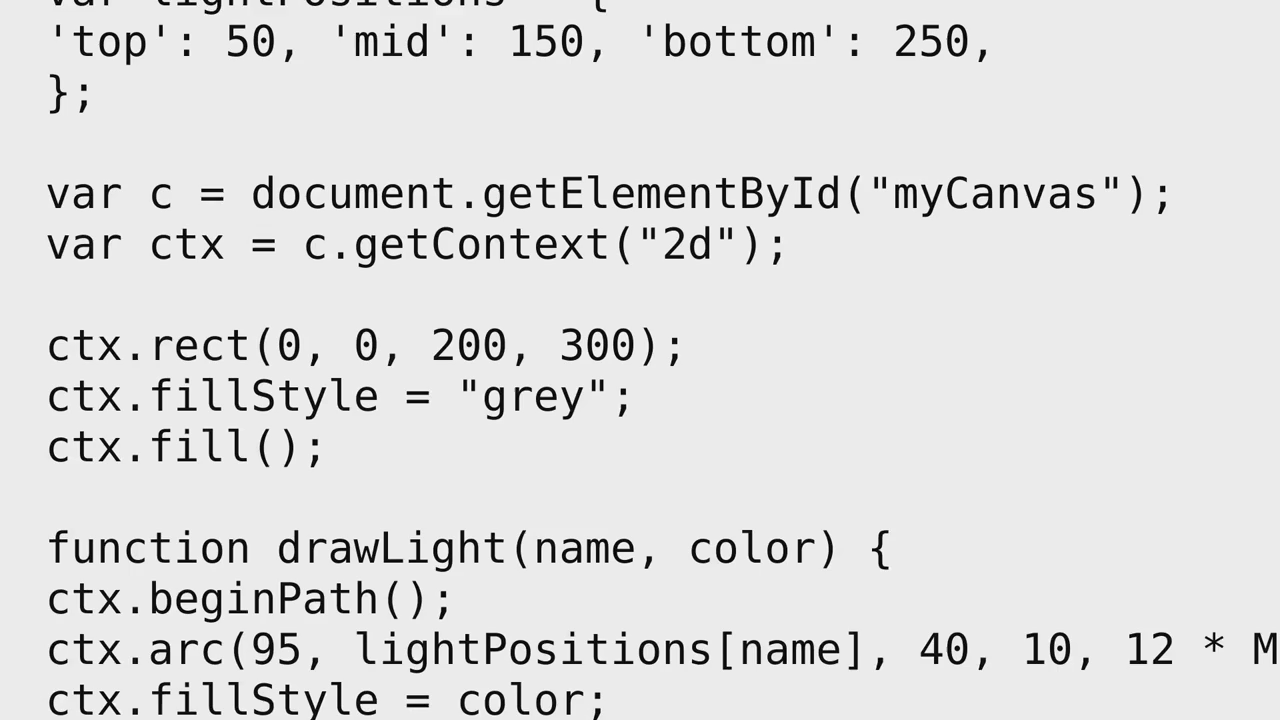 var lightPositions = {
'top': 50, 'mid': 150, 'bottom': 250,
};
var c = document.getElementById("myCanvas");
var ctx = c.getContext("2d");
ctx.rect(0, 0, 200, 300);
ctx.fillStyle = "grey";
ctx.fill();
function drawLight(name, color) {
ctx.beginPath();
ctx.arc(95, lightPositions[name], 40, 10, 12 * M
ctx.fillStyle = color;